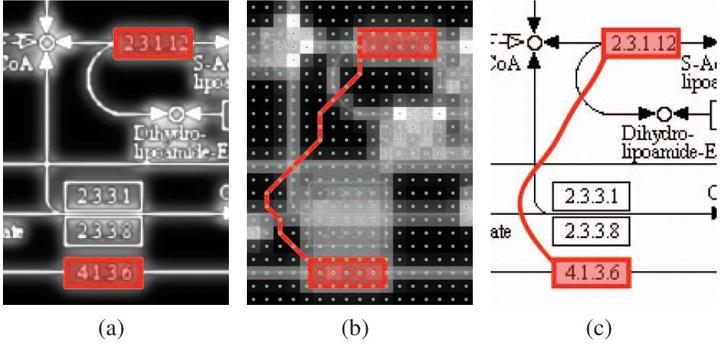 2.3.1.12
CoA
S-Ac
lipoa
Dihydro-
lipoamide-E
2.3.3.1
2.3.3.8
ate
4.1.3.6
2.3.1.12
CoA
S-Ac
lipoa
Dihydro-
lipoamide-E
2.3.3.1
2.3.3.8
ate
4.1.3.6
(a)
(b)
(c)